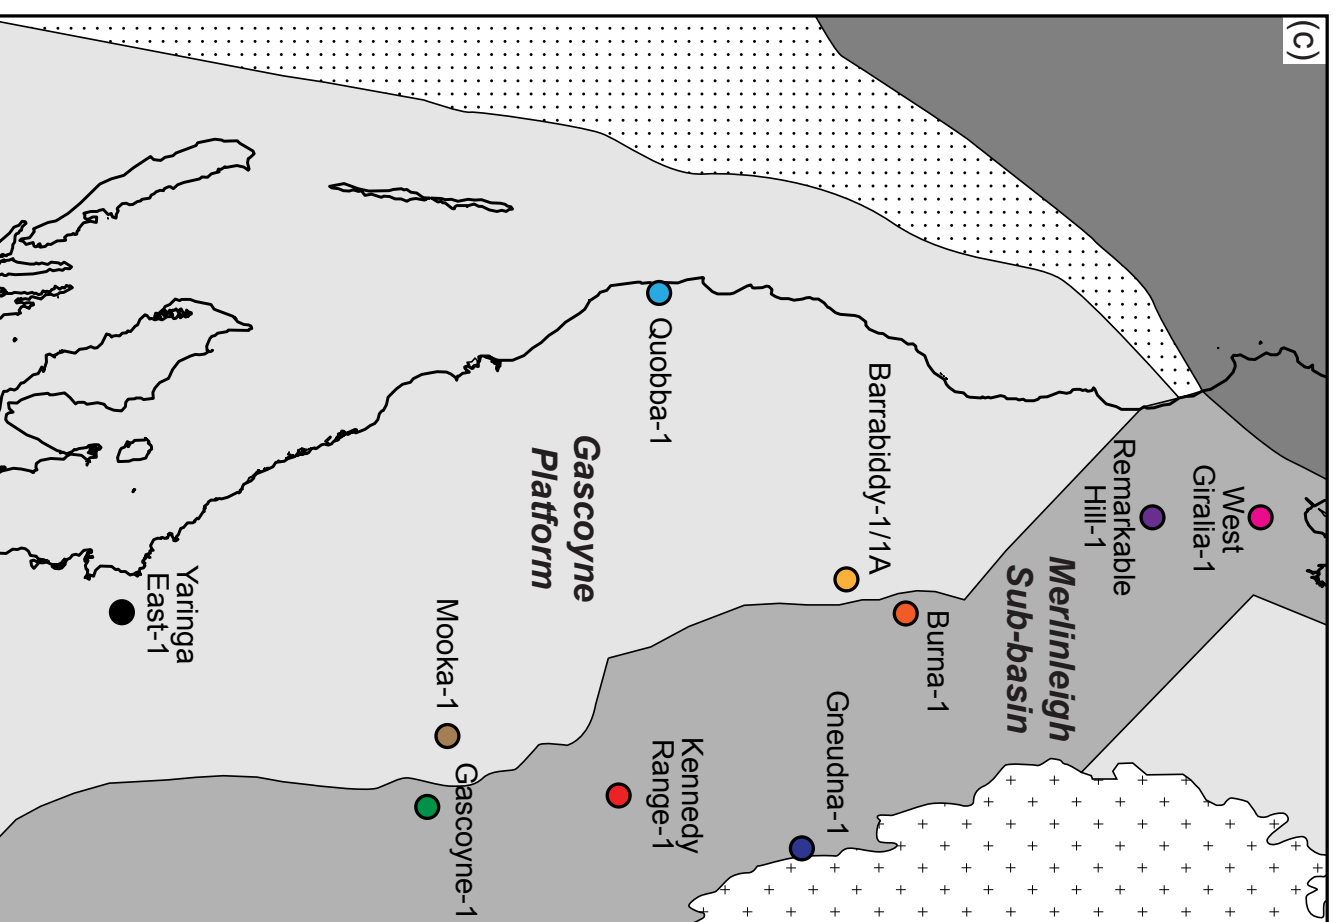 (c)
West
Giralia-1
Remarkable
Hill-1
Merlinleigh
Sub-basin
Burna-1
Barrabiddy-1/1A
Gneudna-1
Quobba-1
Kennedy
Range-1
Gascoyne
Platform
Gascoyne-1
Mooka-1
Yaringa
East-1